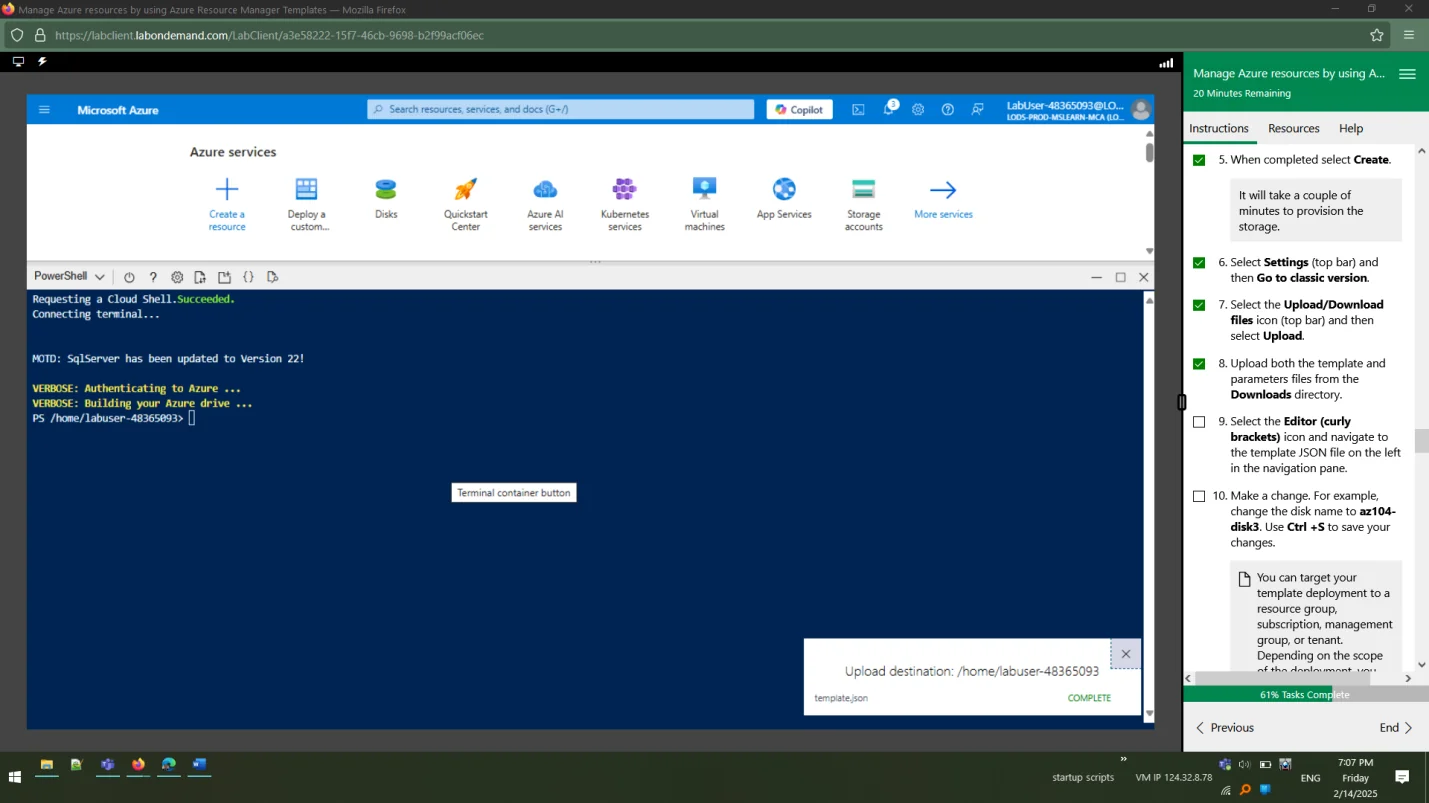 Manage Azure resources by using Azure Resource Manager Templates — Mozilla Firefox
https://labclient.labondemand.com/LabClient/a3e58222-15f7-46cb-9698-b2f99acf06ec
Microsoft Azure
Search resources, services, and docs (G+/)
Copilot
3
LabUser-48365093@LO...
LODS-PROD-MSLEARN-MCA (LO...
Azure services
Create a
resource
Deploy a
custom...
Disks
Quickstart
Center
Azure AI
services
Kubernetes
services
Virtual
machines
App Services
Storage
accounts
More services
PowerShell
Requesting a Cloud Shell.Succeeded.
Connecting terminal...
MOTD: SqlServer has been updated to Version 22!
VERBOSE: Authenticating to Azure ...
VERBOSE: Building your Azure drive ...
PS /home/labuser-48365093>
Terminal container button
Upload destination: /home/labuser-48365093
template.json
COMPLETE
Manage Azure resources by using A...
20 Minutes Remaining
Instructions
Resources
Help
5. When completed select Create.
It will take a couple of
minutes to provision the
storage.
6. Select Settings (top bar) and
then Go to classic version.
7. Select the Upload/Download
files icon (top bar) and then
select Upload.
8. Upload both the template and
parameters files from the
Downloads directory.
9. Select the Editor (curly
brackets) icon and navigate to
the template JSON file on the left
in the navigation pane.
10. Make a change. For example,
change the disk name to az104-
disk3. Use Ctrl +S to save your
changes.
You can target your
template deployment to a
resource group,
subscription, management
group, or tenant.
Depending on the scope
of the deployment, you
61% Tasks Complete
Previous
End
startup scripts
VM IP 124.32.8.78
ENG
7:07 PM
Friday
2/14/2025